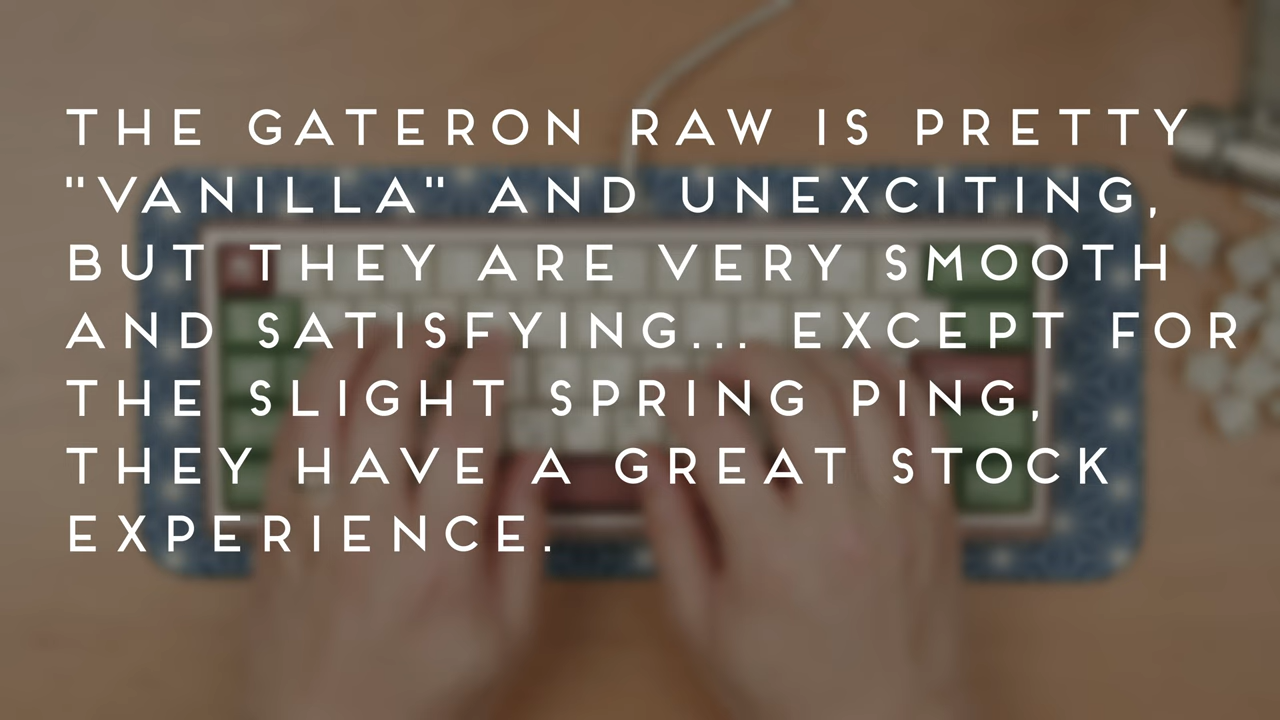 THE GATERON RAW IS PRETTY
"VANILLA" AND UNEXCITING,
BUT THEY ARE VERY SMOOTH
AND SATISFYING... EXCEPT FOR
THE SLIGHT SPRING PING,
THEY HAVE A GREAT STOCK
EXPERIENCE.